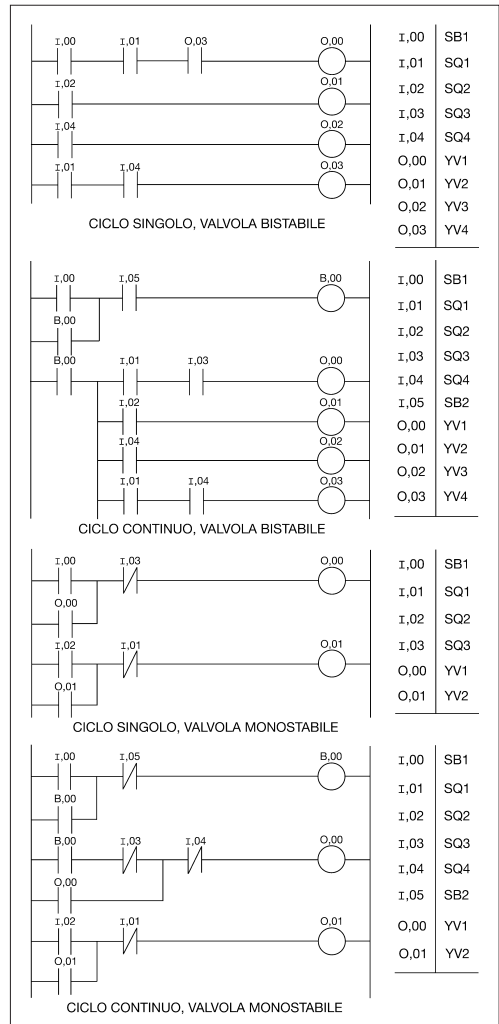 I,00 I,01 O,03 O,00
I,02 O,01
I,04 O,02
I,01 I,04 O,03
CICLO SINGOLO, VALVOLA BISTABILE
I,00 SB1
I,01 SQ1
I,02 SQ2
I,03 SQ3
I,04 SQ4
O,00 YV1
O,01 YV2
O,02 YV3
O,03 YV4
I,00 I,05 B,00
B,00
B,00 I,01 I,03 O,00
I,02 O,01
I,04 O,02
I,01 I,04 O,03
CICLO CONTINUO, VALVOLA BISTABILE
I,00 SB1
I,01 SQ1
I,02 SQ2
I,03 SQ3
I,04 SQ4
I,05 SB2
O,00 YV1
O,01 YV2
O,02 YV3
O,03 YV4
I,00 I,03 O,00
O,00
I,02 I,01 O,01
O,01
CICLO SINGOLO, VALVOLA MONOSTABILE
I,00 SB1
I,01 SQ1
I,02 SQ2
I,03 SQ3
O,00 YV1
O,01 YV2
I,00 I,05 B,00
B,00
B,00 I,03 I,04 O,00
O,00
I,02 I,01 O,01
O,01
CICLO CONTINUO, VALVOLA MONOSTABILE
I,00 SB1
I,01 SQ1
I,02 SQ2
I,03 SQ3
I,04 SQ4
I,05 SB2
O,00 YV1
O,01 YV2